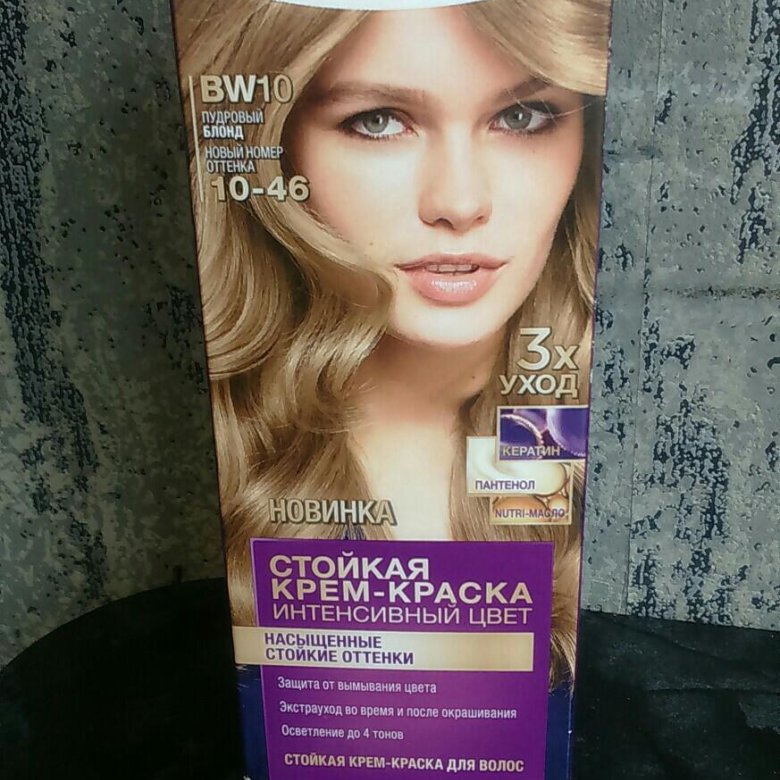 BW10
ПУДРОВЫЙ
БЛОНД
НОВЫЙ НОМЕР
ОТТЕНКА
10-46
3х
УХОД
КЕРАТИН
ПАНТЕНОЛ
NUTRI-МАСЛО
НОВИНКА
СТОЙКАЯ
КРЕМ-КРАСКА
ИНТЕНСИВНЫЙ ЦВЕТ
НАСЫЩЕННЫЕ
СТОЙКИЕ ОТТЕНКИ
Защита от вымывания цвета
Экстрауход во время и после окрашивания
Осветление до 4 тонов
СТОЙКАЯ КРЕМ-КРАСКА ДЛЯ ВОЛОС